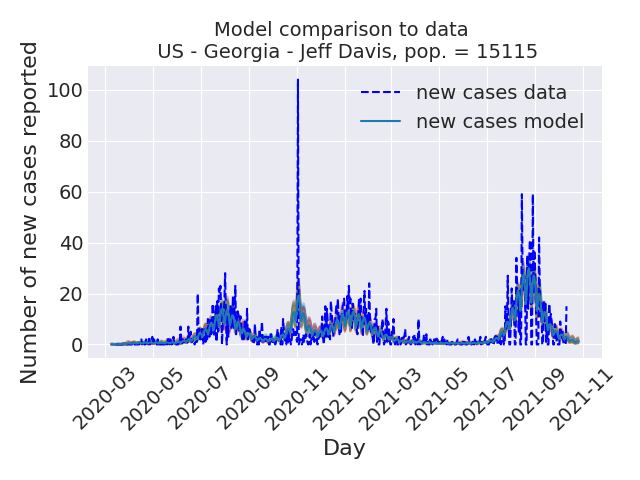 Model comparison to data
US - Georgia - Jeff Davis, pop. = 15115
Number of new cases reported
100
80
60
40
20
0
new cases data
new cases model
2020-03
2020-05
2020-07
2020-09
2020-11
2021-01
2021-03
2021-05
2021-07
2021-09
2021-11
Day